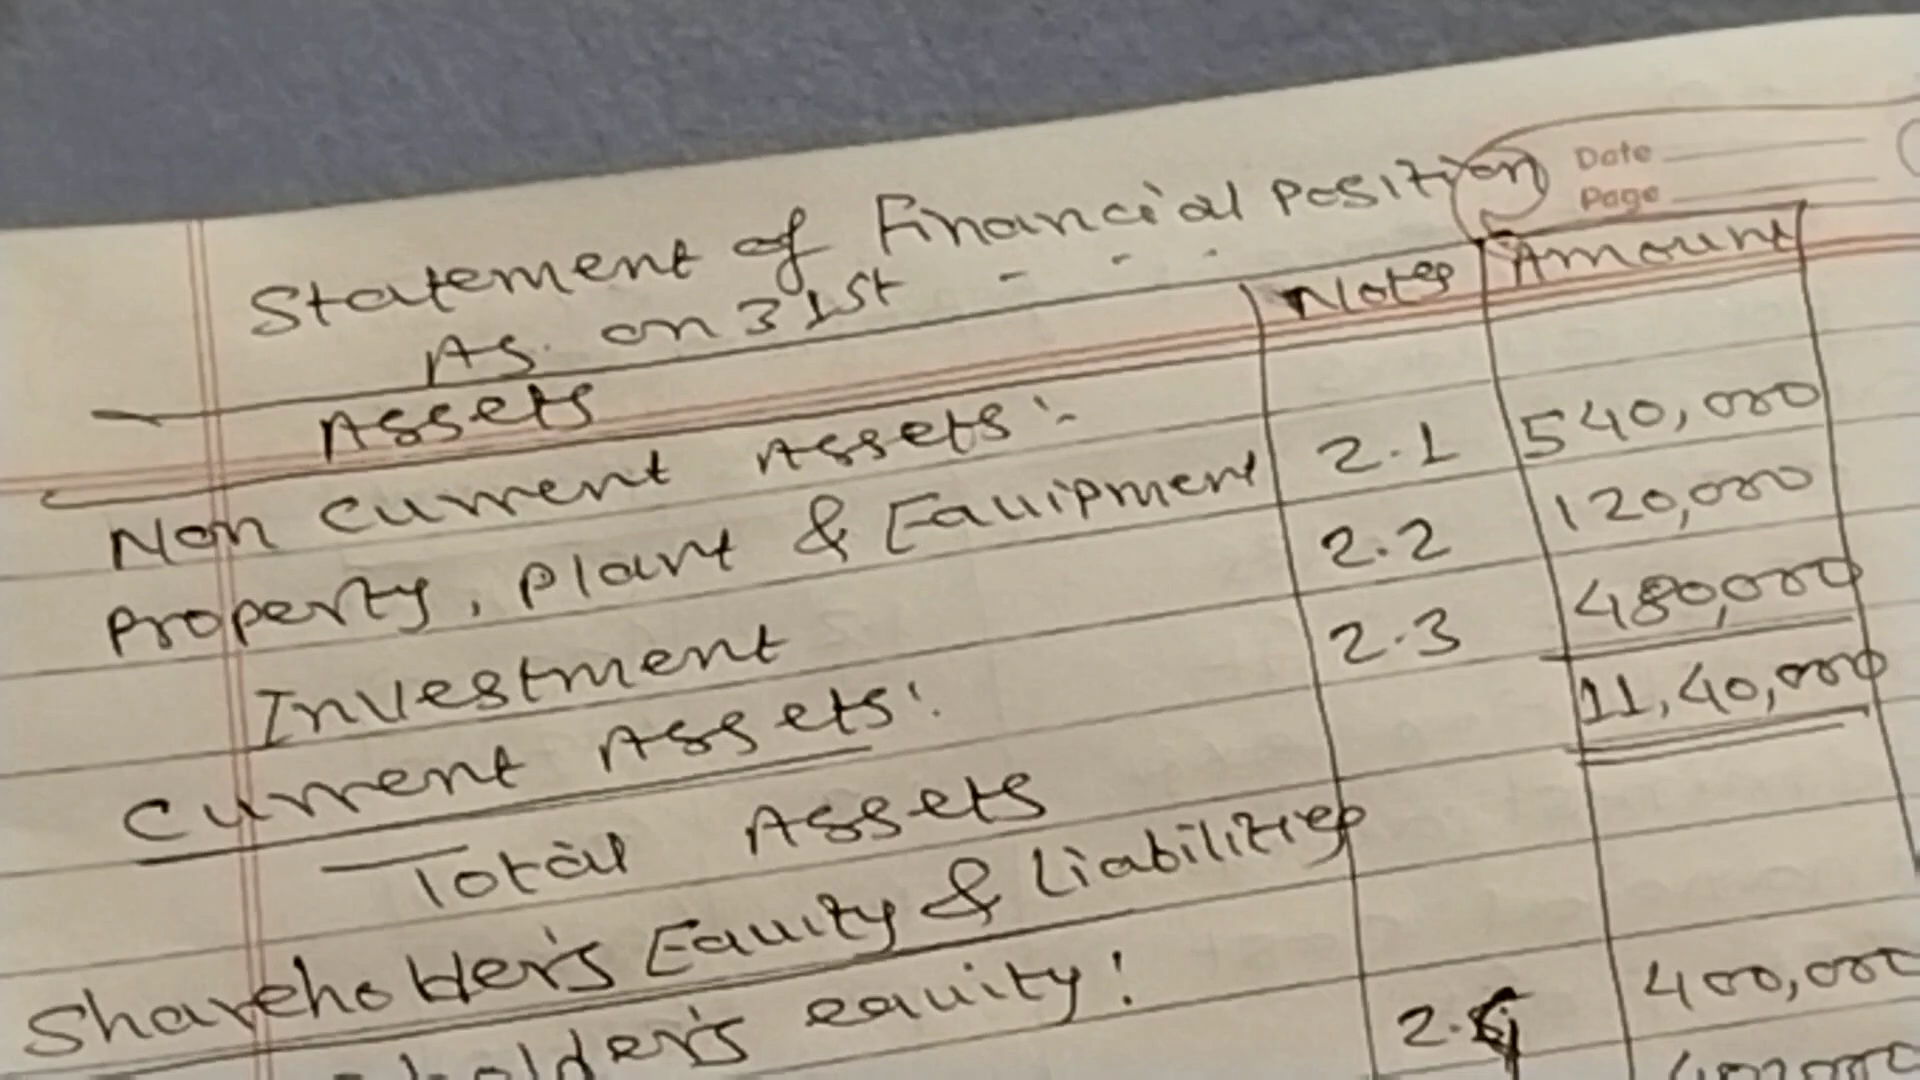 Date
Page
Statement of Financial Position
As on 31st - - -
Assets Notes Amount
Non current Assets:-
Property, plant & Equipment 2.1 540,000
Investment 2.2 120,000
Current Assets: 2.3 480,000
Total Assets 11,40,000
Shareholder's Equity & Liabilities
holder's equity: 2.4 400,000